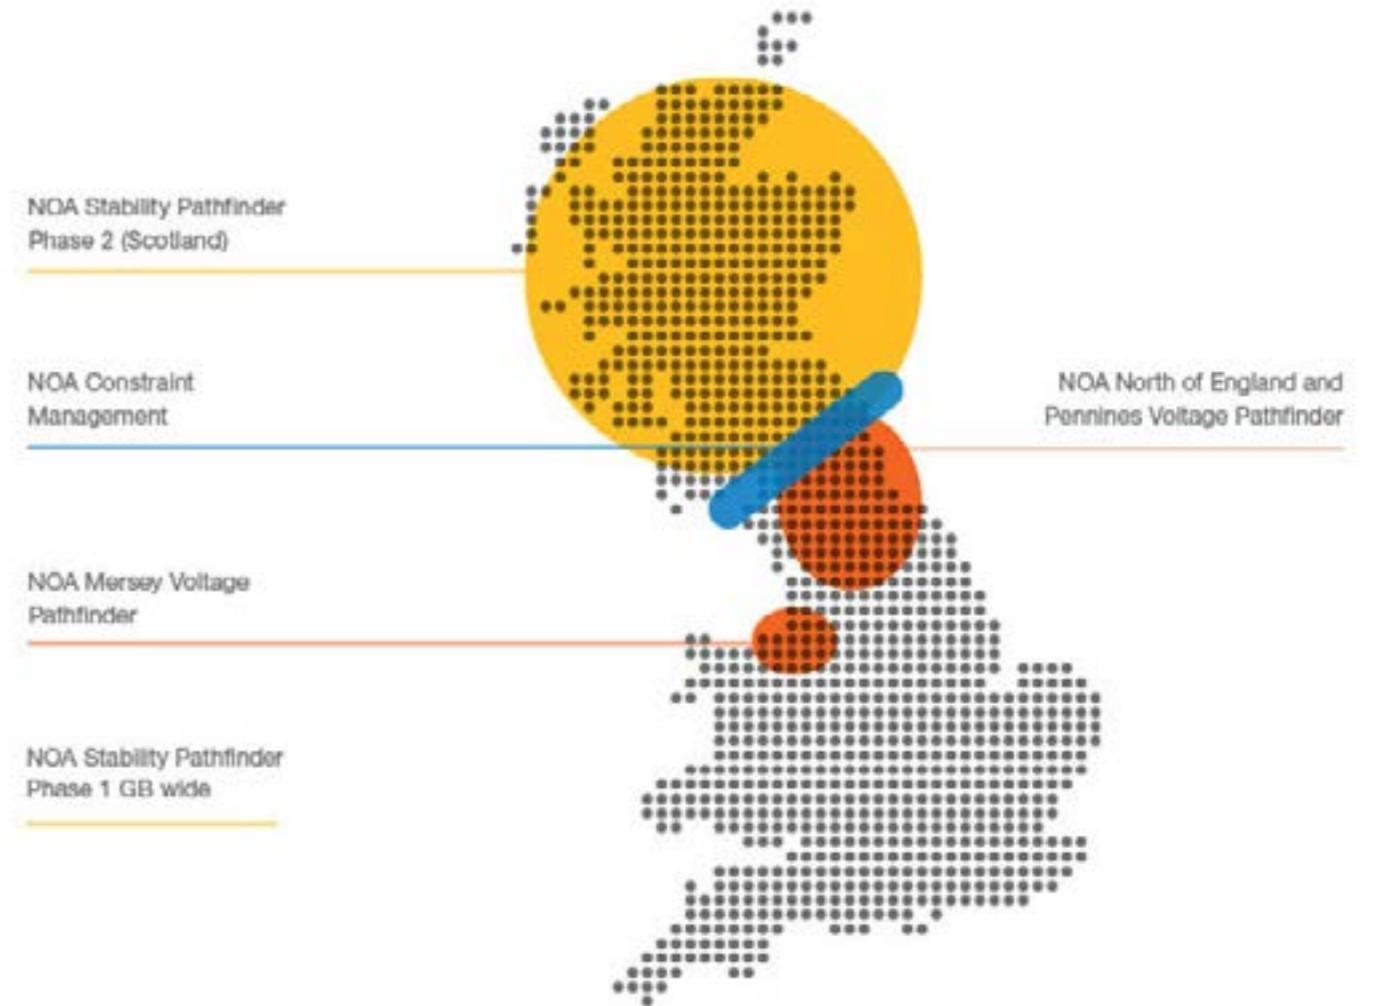 NOA Stability Pathfinder
Phase 2 (Scotland)
NOA Constraint
Management
NOA North of England and
Pennines Voltage Pathfinder
NOA Mersey Voltage
Pathfinder
NOA Stability Pathfinder
Phase 1 GB wide